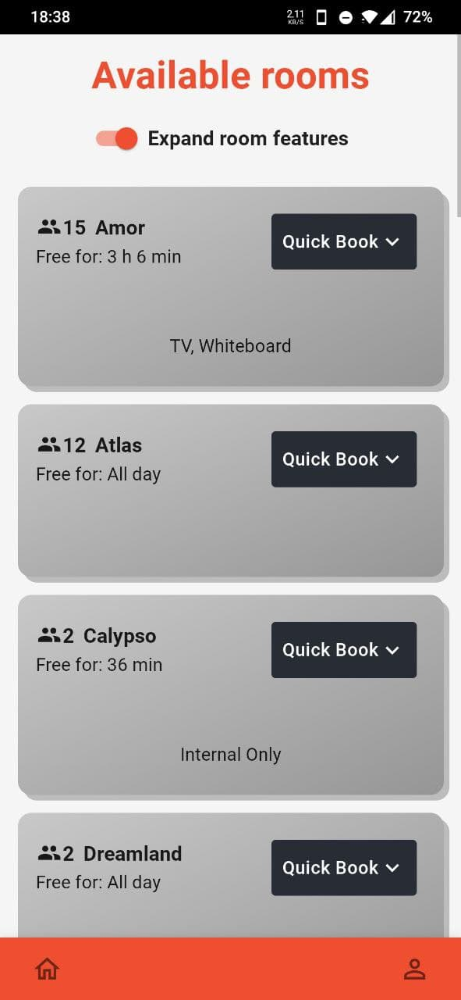 18:38
2.11
KB/S
72%
Available rooms
Expand room features
15 Amor
Quick Book
Free for: 3 h 6 min
TV, Whiteboard
12 Atlas
Quick Book
Free for: All day
2 Calypso
Quick Book
Free for: 36 min
Internal Only
2 Dreamland
Quick Book
Free for: All day